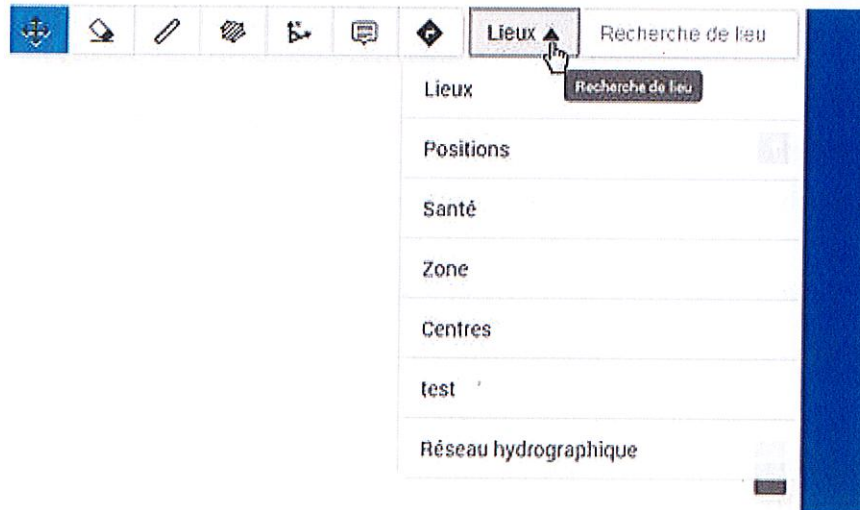 Lieux ▲ Recherche de lieu
Recherche de lieu
Lieux
Positions
Santé
Zone
Centres
test
Réseau hydrographique